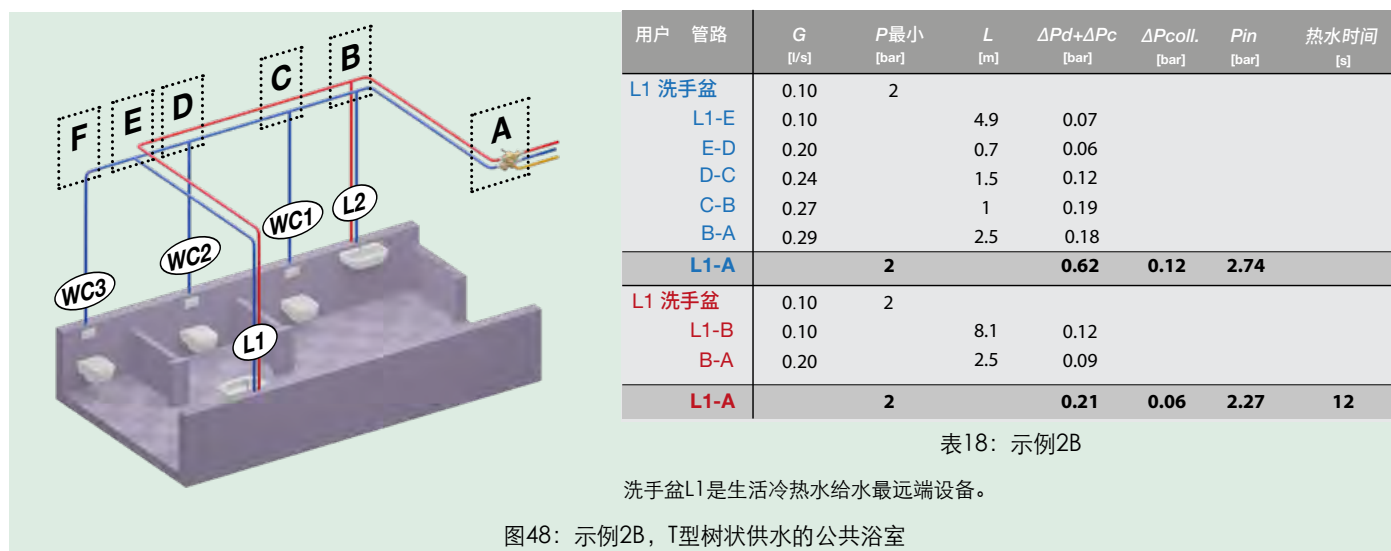 F E D C B A
WC3 WC2 L1 WC1 L2
用户 管路 G P最小 L ΔPd+ΔPc ΔPcoll. Pin 热水时间
[l/s] [bar] [m] [bar] [bar] [bar] [s]
L1 洗手盆 0.10 2
L1-E 0.10 4.9 0.07
E-D 0.20 0.7 0.06
D-C 0.24 1.5 0.12
C-B 0.27 1 0.19
B-A 0.29 2.5 0.18
L1-A 2 0.62 0.12 2.74
L1 洗手盆 0.10 2
L1-B 0.10 8.1 0.12
B-A 0.20 2.5 0.09
L1-A 2 0.21 0.06 2.27 12
表18：示例2B
洗手盆L1是生活冷热水给水最远端设备。
图48：示例2B，T型树状供水的公共浴室